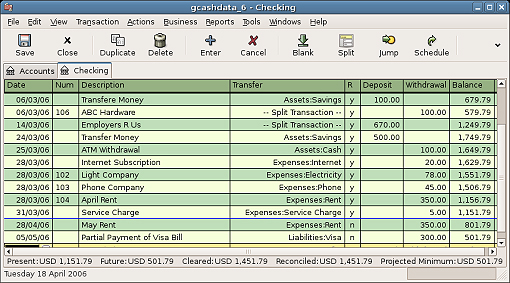 gcashdata_6 - Checking
File Edit View Transaction Actions Business Reports Tools Windows Help
Save Close Duplicate Delete Enter Cancel Blank Split Jump Schedule
Accounts Checking
Date Num Description Transfer R Deposit Withdrawal Balance
06/03/06 Transfere Money Assets:Savings y 100.00 679.79
06/03/06 106 ABC Hardware -- Split Transaction -- y 100.00 579.79
14/03/06 Employers R Us -- Split Transaction -- y 670.00 1,249.79
24/03/06 Transfer Money Assets:Savings y 500.00 1,749.79
25/03/06 ATM Withdrawal Assets:Cash y 100.00 1,649.79
28/03/06 Internet Subscription Expenses:Internet y 20.00 1,629.79
28/03/06 102 Light Company Expenses:Electricity y 78.00 1,551.79
28/03/06 103 Phone Company Expenses:Phone y 45.00 1,506.79
28/03/06 104 April Rent Expenses:Rent y 350.00 1,156.79
31/03/06 Service Charge Expenses:Service Charge y 5.00 1,151.79
28/04/06 May Rent Expenses:Rent n 350.00 801.79
05/05/06 Partial Payment of Visa Bill Liabilities:Visa n 300.00 501.79
Present: USD 1,451.79 Future: USD 501.79 Cleared: USD 1,451.79 Reconciled: USD 1,451.79 Projected Minimum: USD 501.79
Tuesday 18 April 2006